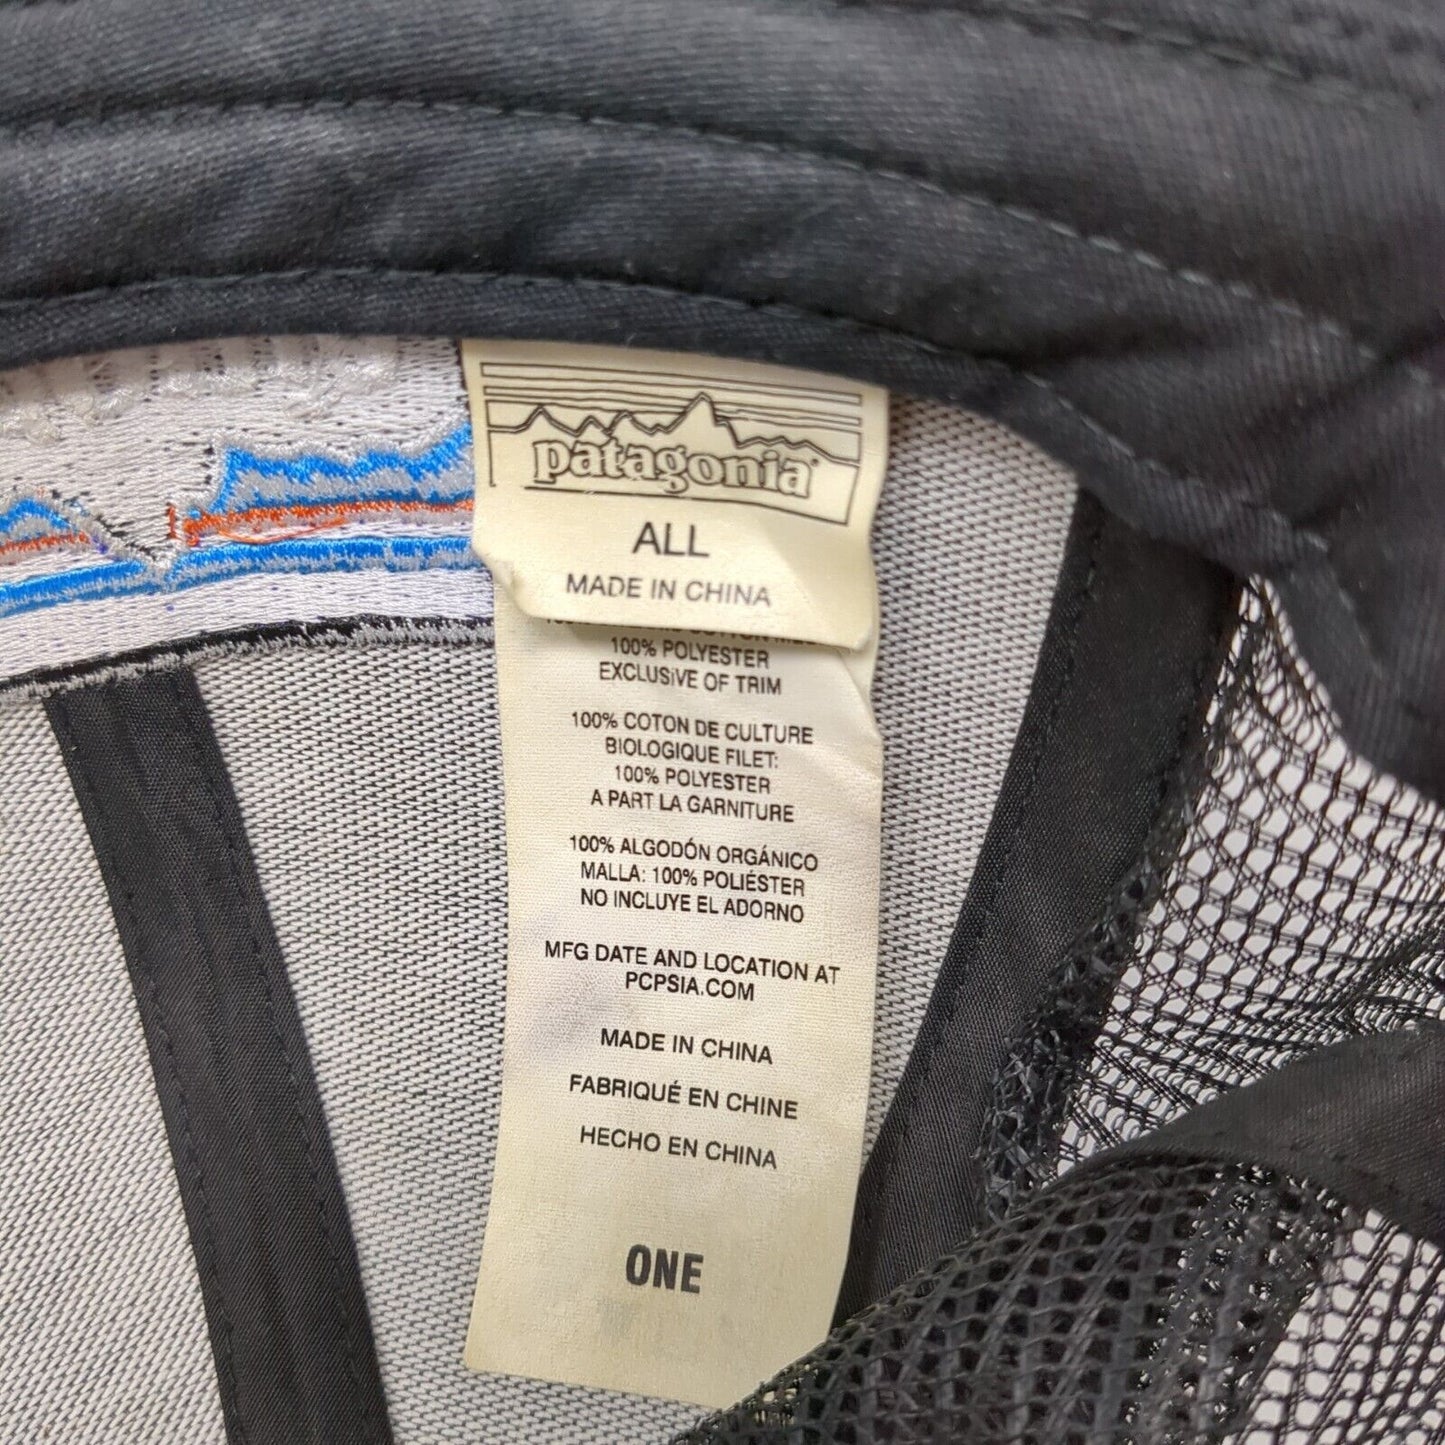 patagonia®
ALL
MADE IN CHINA
100% POLYESTER
EXCLUSIVE OF TRIM
100% COTON DE CULTURE
BIOLOGIQUE FILET:
100% POLYESTER
A PART LA GARNITURE
100% ALGODÓN ORGÁNICO
MALLA: 100% POLIÉSTER
NO INCLUYE EL ADORNO
MFG DATE AND LOCATION AT
PCPSIA.COM
MADE IN CHINA
FABRIQUÉ EN CHINE
HECHO EN CHINA
ONE